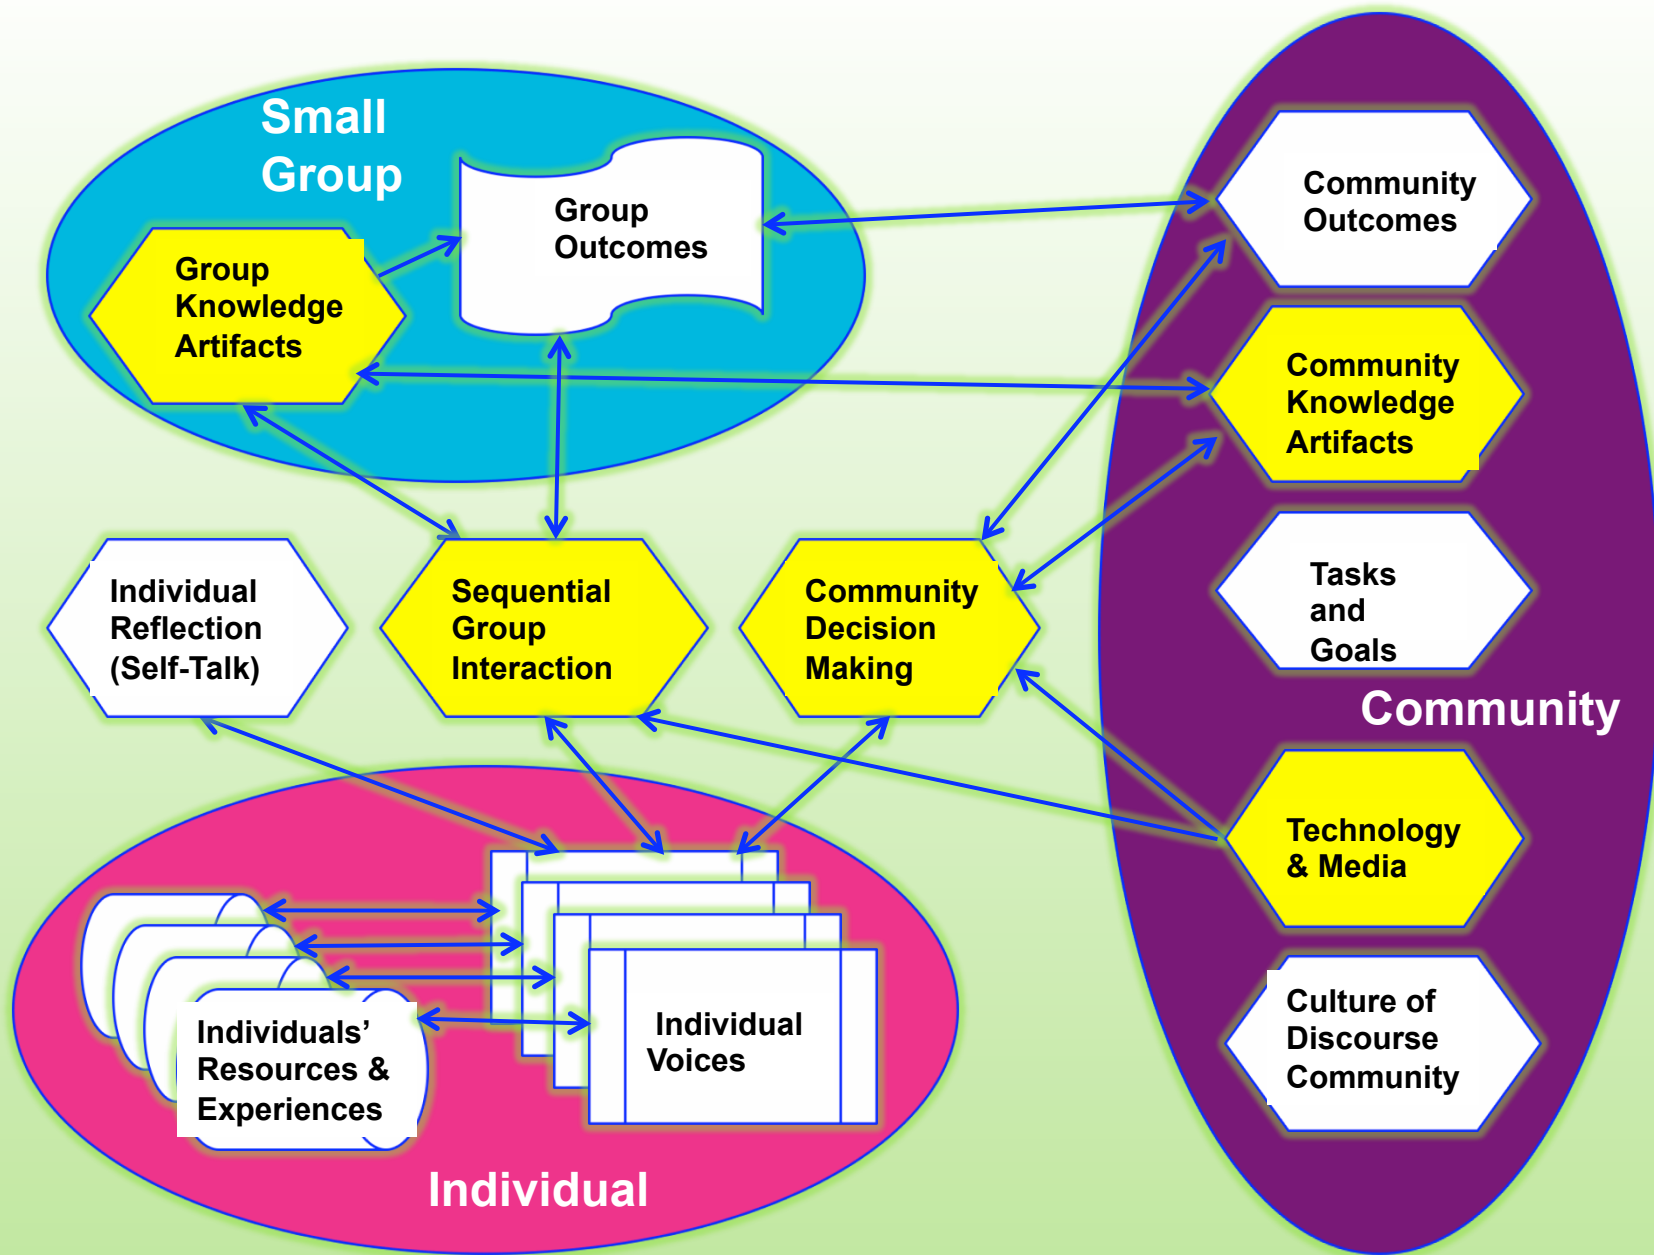 Small
Group
Group
Outcomes
Group
Knowledge
Artifacts
Community
Outcomes
Community
Knowledge
Artifacts
Individual
Reflection
(Self-Talk)
Sequential
Group
Interaction
Community
Decision
Making
Tasks
and
Goals
Community
Technology
& Media
Individuals’
Resources &
Experiences
Individual
Voices
Culture of
Discourse
Community
Individual